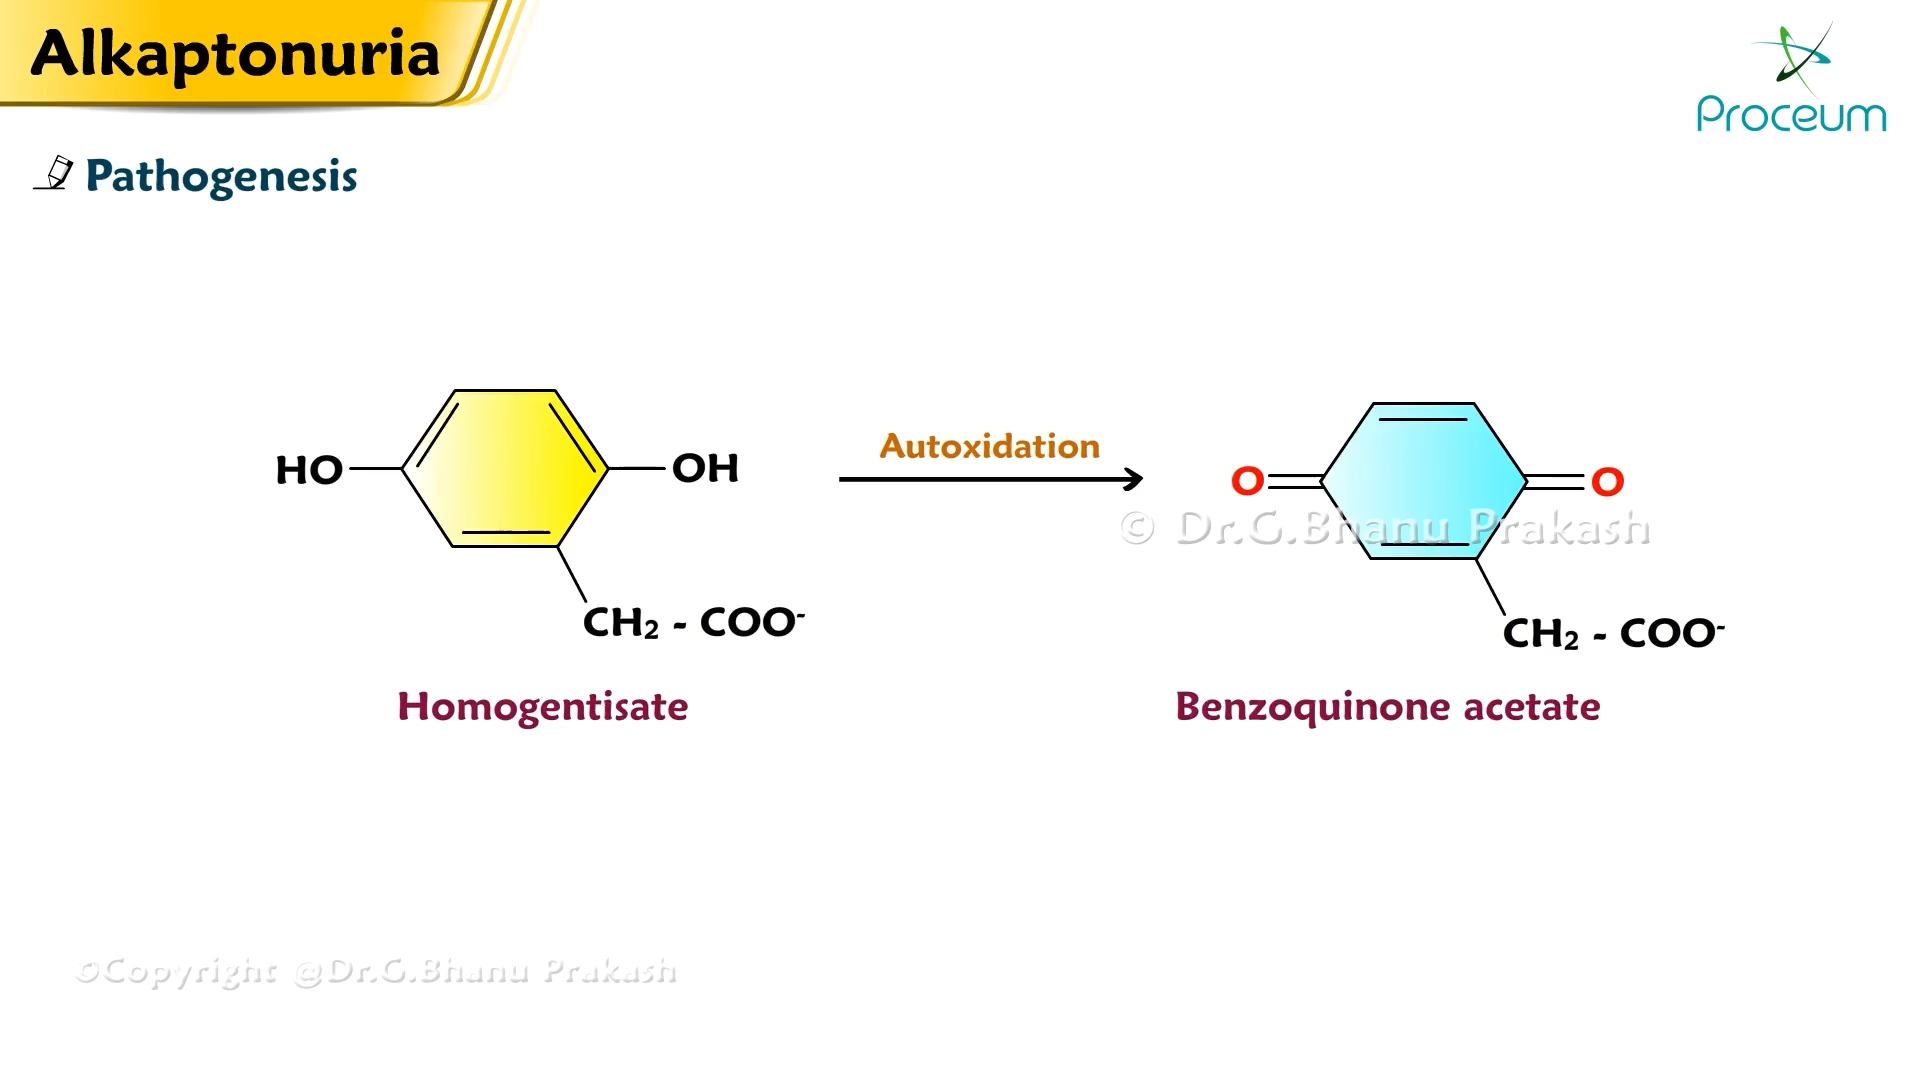 Alkaptonuria
Proceum
Pathogenesis
HO
OH
CH₂ - COO⁻
Homogentisate
Autoxidation
O
O
© Dr.G.Bhanu Prakash
CH₂ - COO⁻
Benzoquinone acetate
©Copyright @Dr.G.Bhanu Prakash